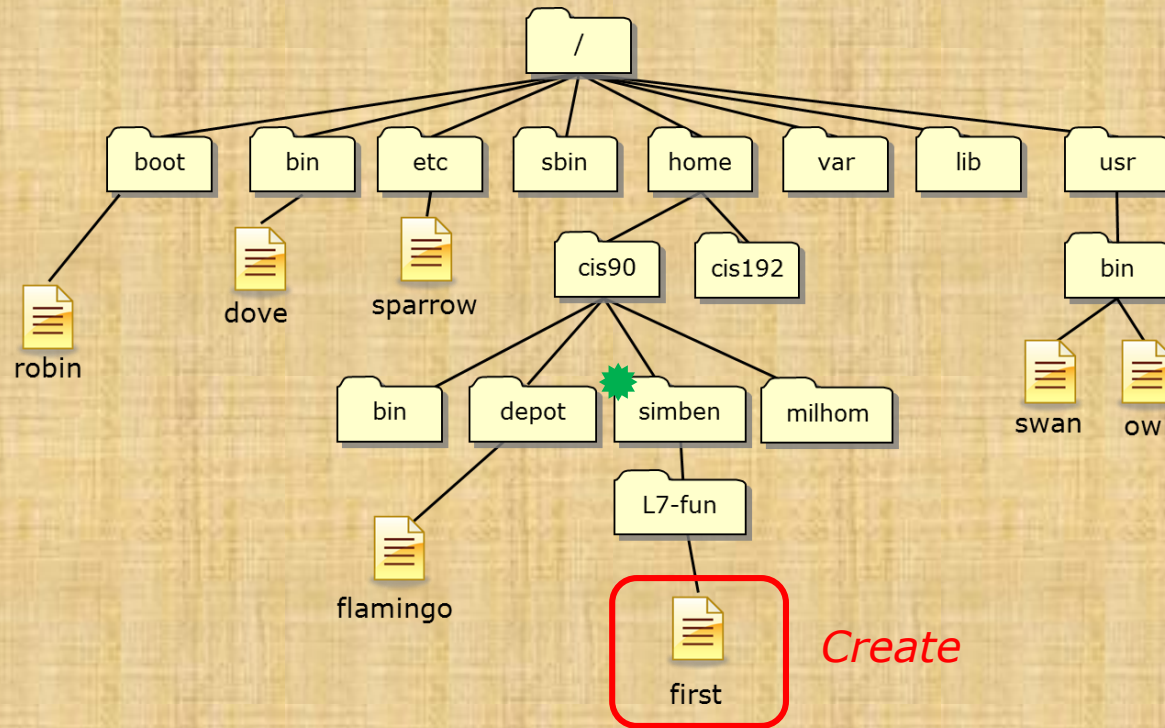 /
boot
bin
etc
sbin
home
var
lib
usr
robin
dove
sparrow
cis90
cis192
bin
swan
bin
depot
simben
milhom
flamingo
L7-fun
first
Create